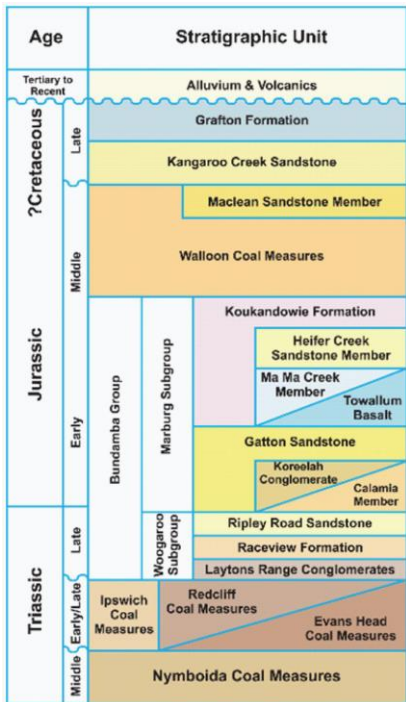 Age
Stratigraphic Unit
Tertiary to
Recent
Alluvium & Volcanics
?Cretaceous
Late
Grafton Formation
Kangaroo Creek Sandstone
Jurassic
Middle
Maclean Sandstone Member
Walloon Coal Measures
Early
Bundamba Group
Marburg Subgroup
Koukandowie Formation
Heifer Creek
Sandstone Member
Ma Ma Creek
Member
Towallum
Basalt
Gatton Sandstone
Koreelah
Conglomerate
Calamia
Member
Triassic
Late
Woogaroo
Subgroup
Ripley Road Sandstone
Raceview Formation
Laytons Range Conglomerates
Early/Late
Ipswich
Coal
Measures
Redcliff
Coal Measures
Evans Head
Coal Measures
Middle
Nymboida Coal Measures